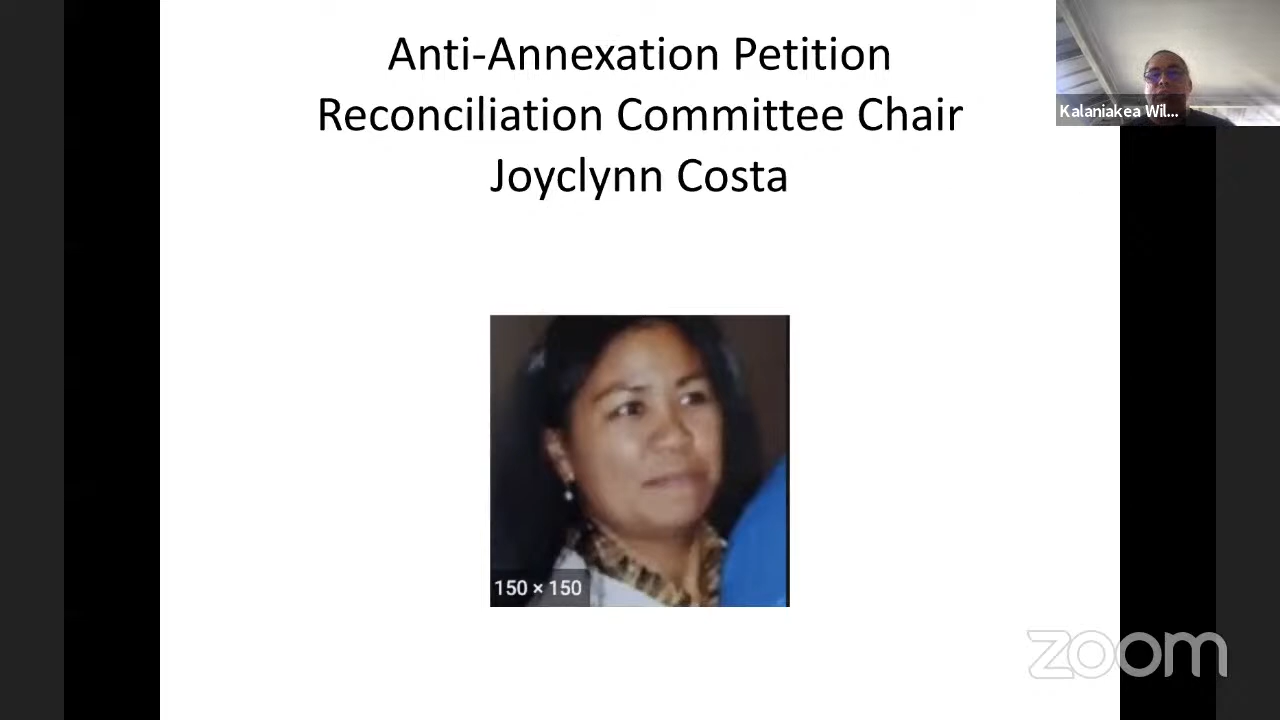 Anti-Annexation Petition
Reconciliation Committee Chair
Joyclynn Costa
Kalaniakea Wil...
150 × 150
zoom